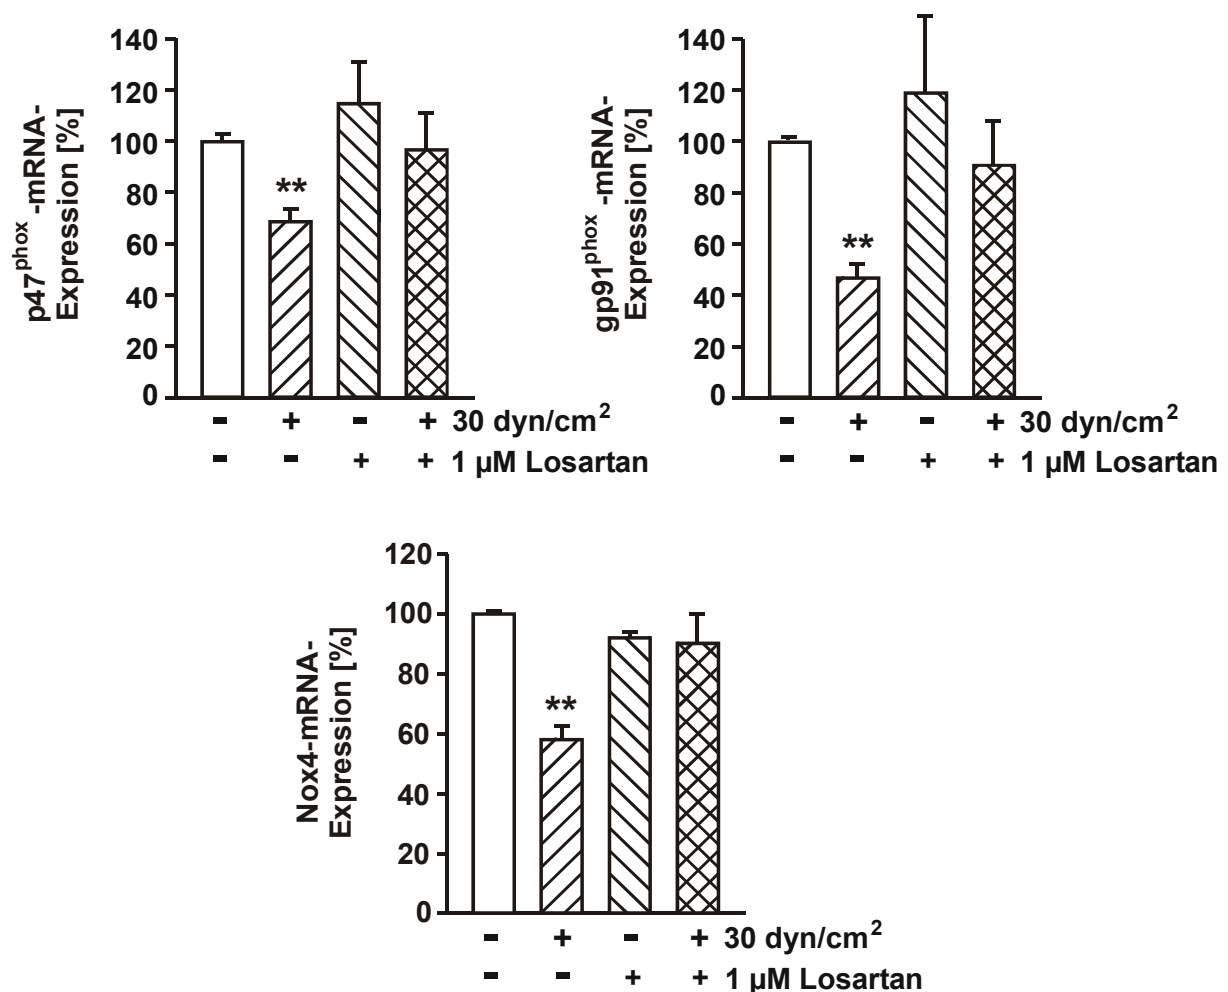 140
120
100
80
60
40
20
0
p47phox-mRNA-
Expression [%]
**
- + - + 30 dyn/cm2
- - + + 1 µM Losartan
140
120
100
80
60
40
20
0
gp91phox-mRNA-
Expression [%]
**
- + - + 30 dyn/cm2
- - + + 1 µM Losartan
120
100
80
60
40
20
0
Nox4-mRNA-
Expression [%]
**
- + - + 30 dyn/cm2
- - + + 1 µM Losartan